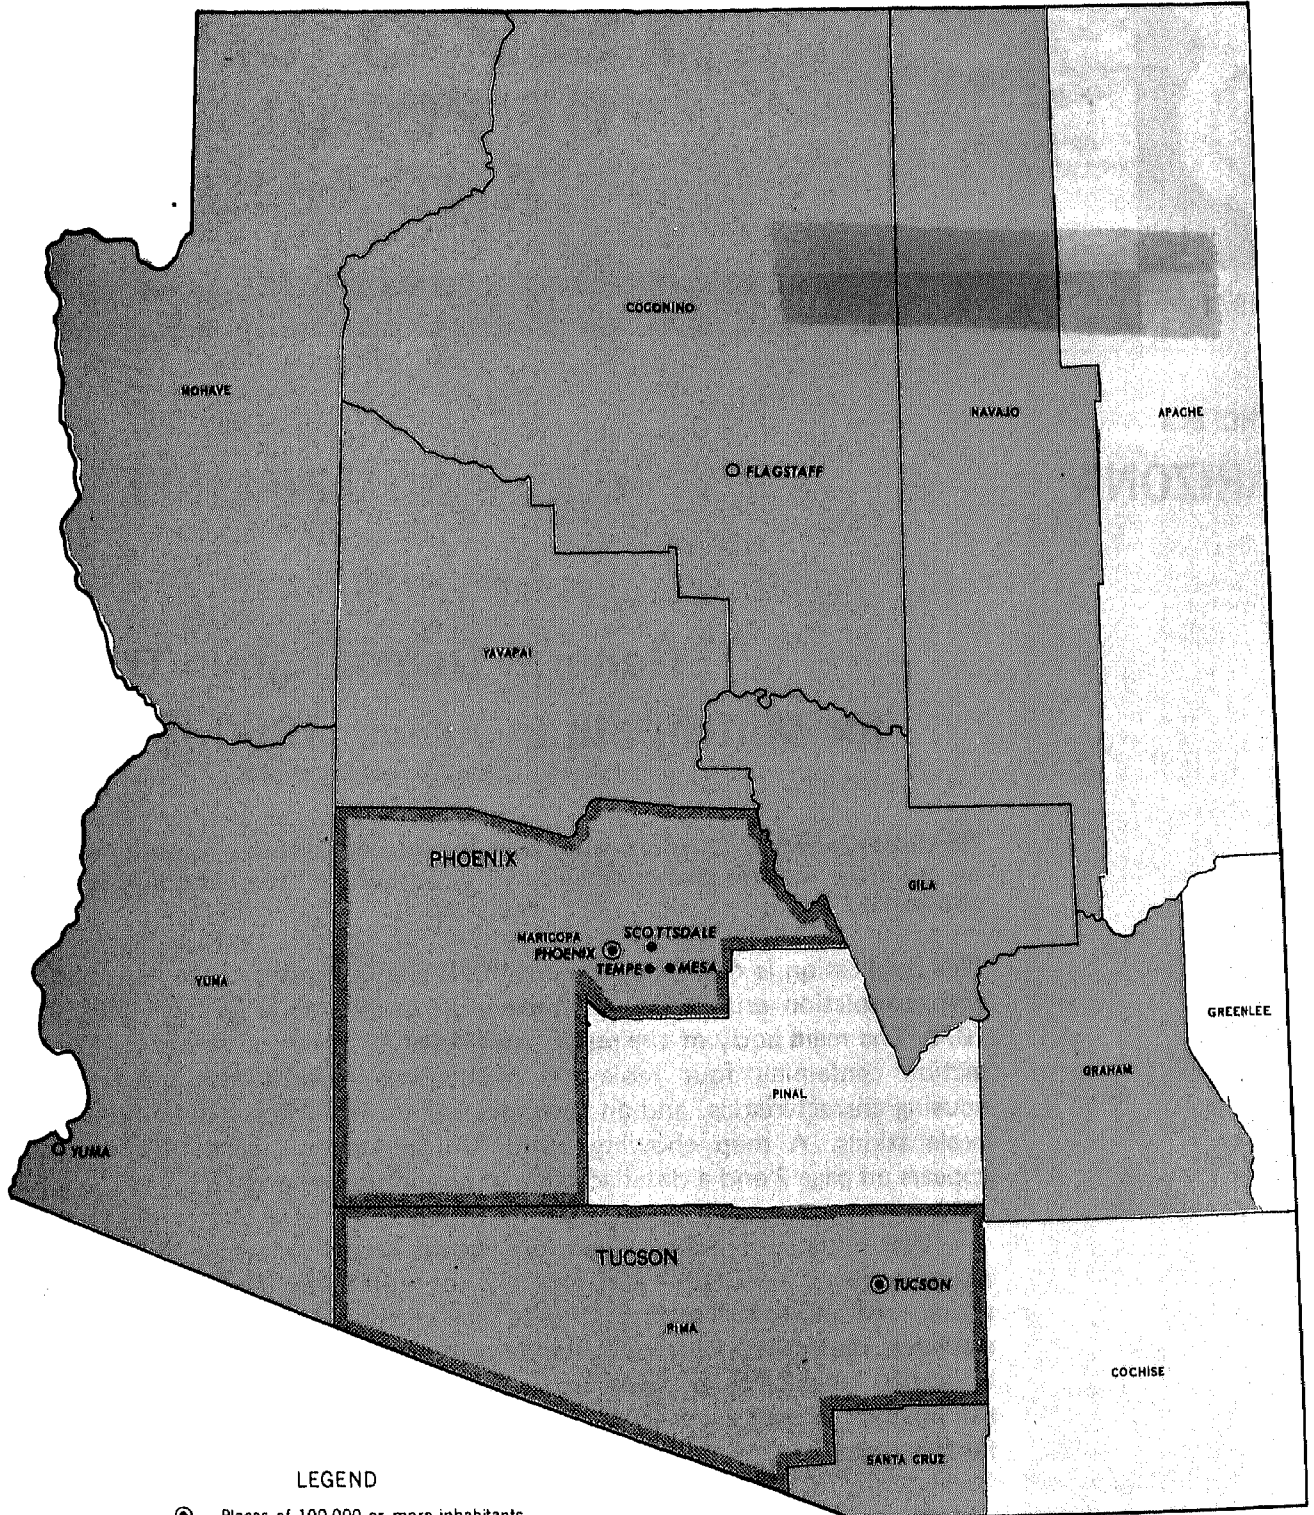 COCONINO
MOHAVE
NAVAJO
APACHE
FLAGSTAFF
YAVAPAI
PHOENIX
GILA
MARICOPA
SCOTTSDALE
PHOENIX
TEMPE
MESA
YUMA
GREENLEE
GRAHAM
PINAL
YUMA
TUCSON
TUCSON
PIMA
COCHISE
SANTA CRUZ
LEGEND
Places of 100,000 or more inhabitants